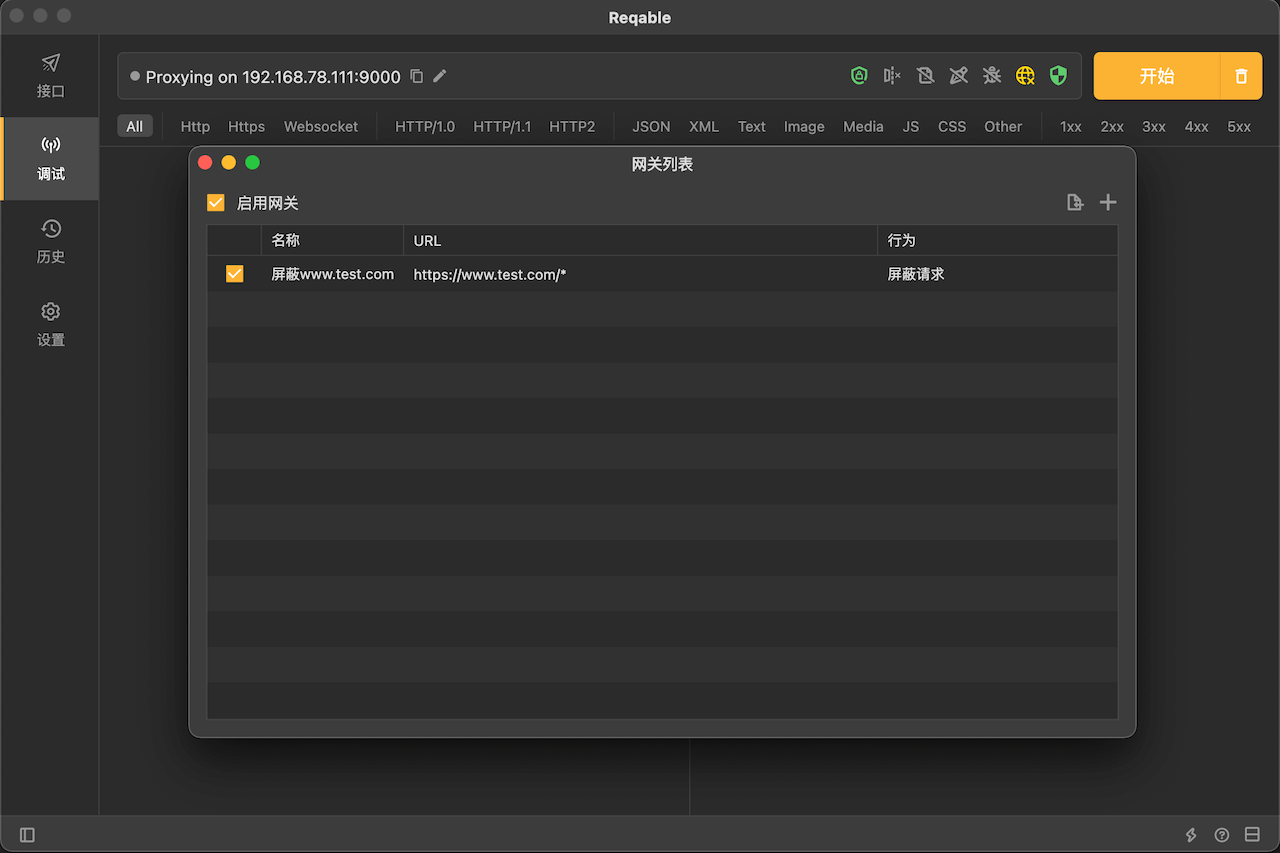 Reqable
接口
调试
历史
设置
Proxying on 192.168.78.111:9000
开始
All Http Https Websocket HTTP/1.0 HTTP/1.1 HTTP2 JSON XML Text Image Media JS CSS Other 1xx 2xx 3xx 4xx 5xx
网关列表
启用网关
名称 URL 行为
屏蔽www.test.com https://www.test.com/* 屏蔽请求